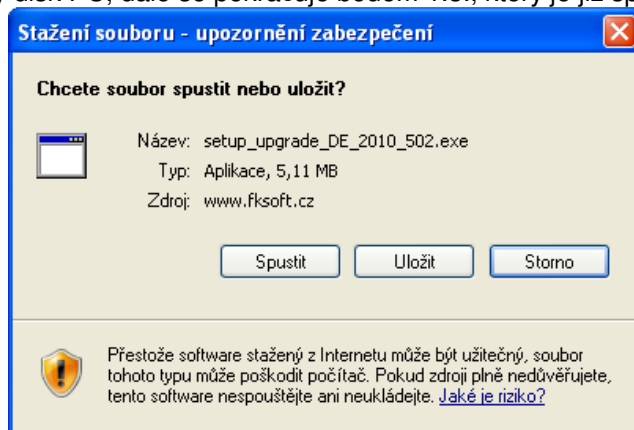 Stažení souboru - upozornění zabezpečení
Chcete soubor spustit nebo uložit?
Název: setup_upgrade_DE_2010_502.exe
Typ: Aplikace, 5,11 MB
Zdroj: www.fksoft.cz
Spustit Uložit Storno
Přestože software stažený z Internetu může být užitečný, soubor
tohoto typu může poškodit počítač. Pokud zdroji plně nedůvěřujete,
tento software nespouštějte ani neukládejte. Jaké je riziko?